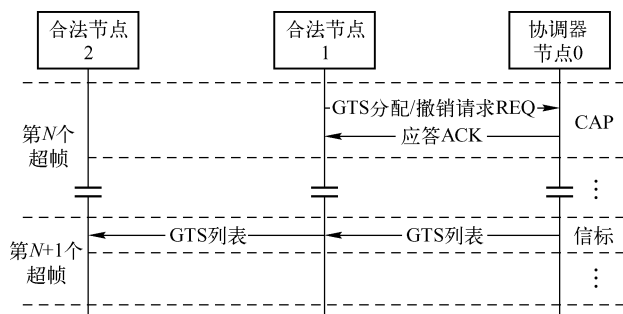 合法节点
2
合法节点
1
协调器
节点0
第N个
超帧
GTS分配/撤销请求REQ
应答ACK
CAP
第N+1个
超帧
GTS列表
GTS列表
信标